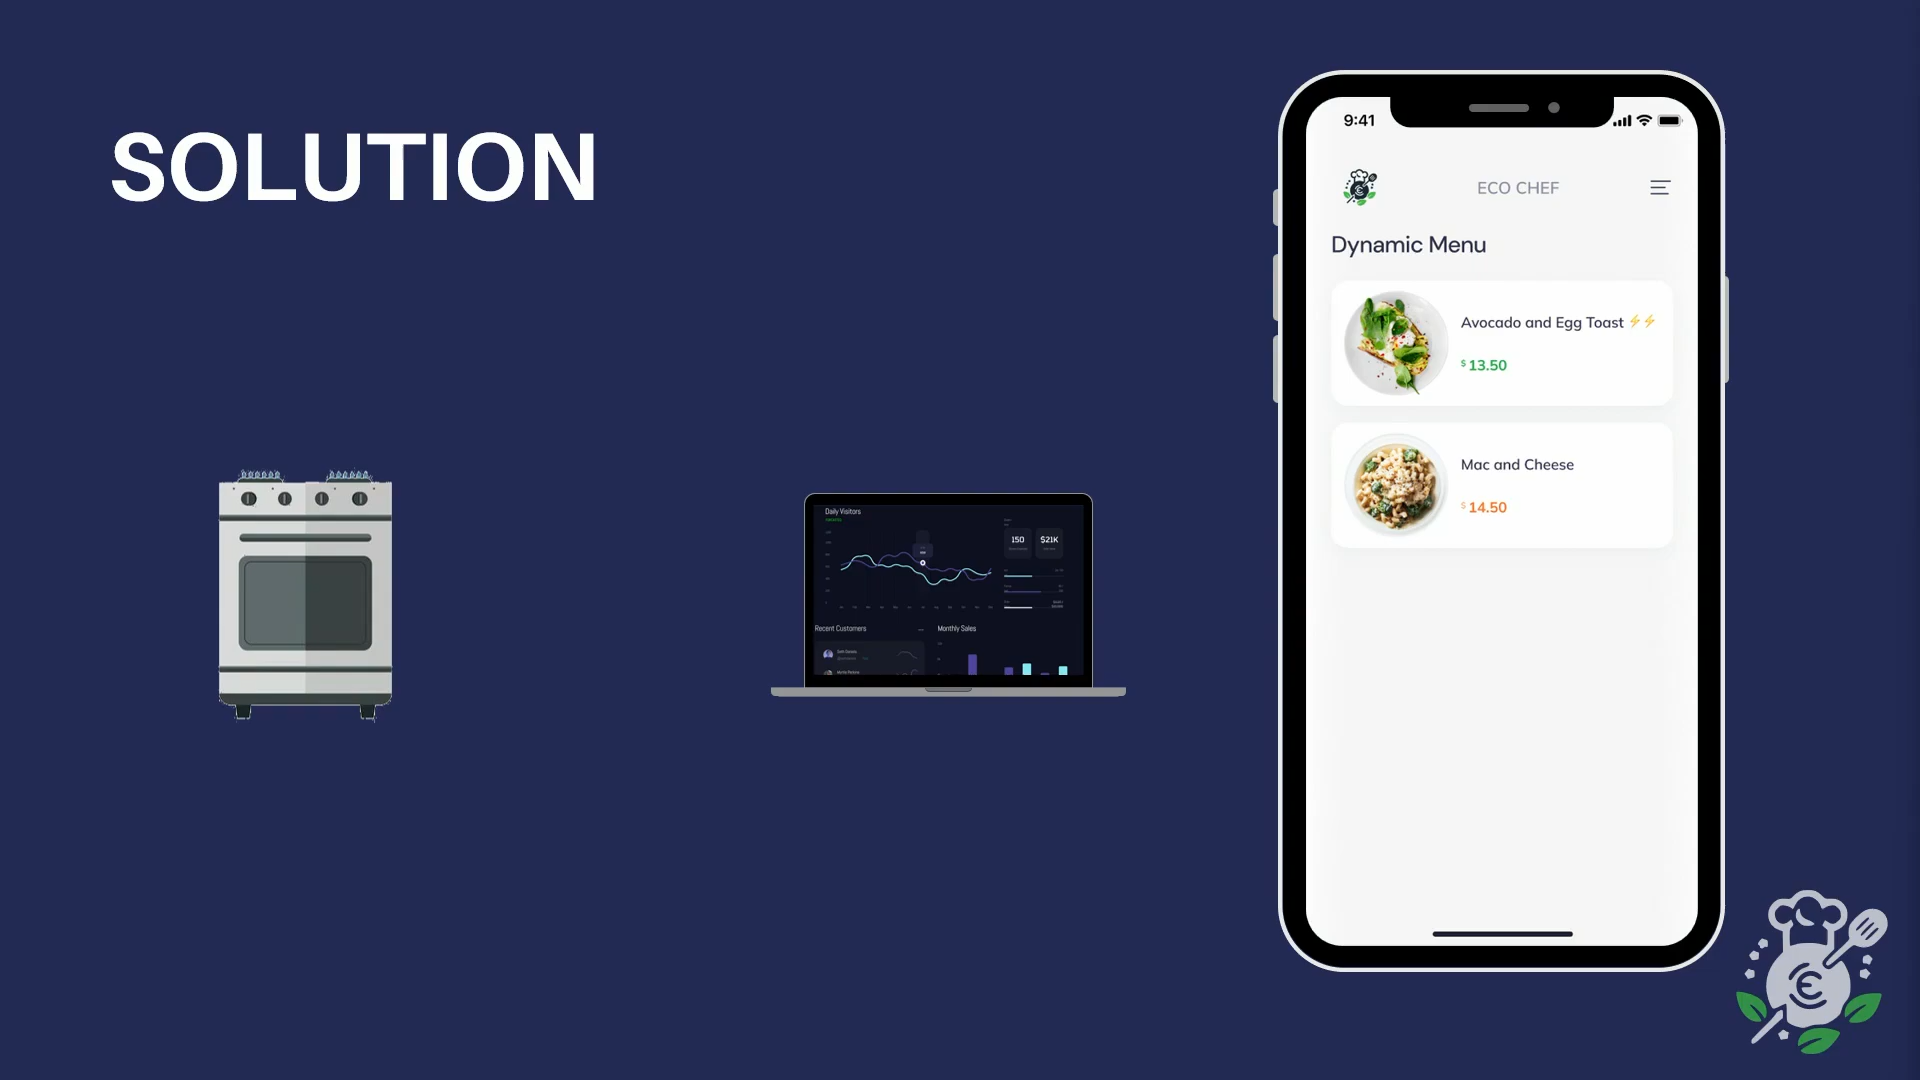 SOLUTION
9:41
ECO CHEF
Dynamic Menu
Avocado and Egg Toast ⚡⚡
$ 13.50
Mac and Cheese
$ 14.50
Daily Visitors
150
$21K
Recent Customers
Monthly Sales